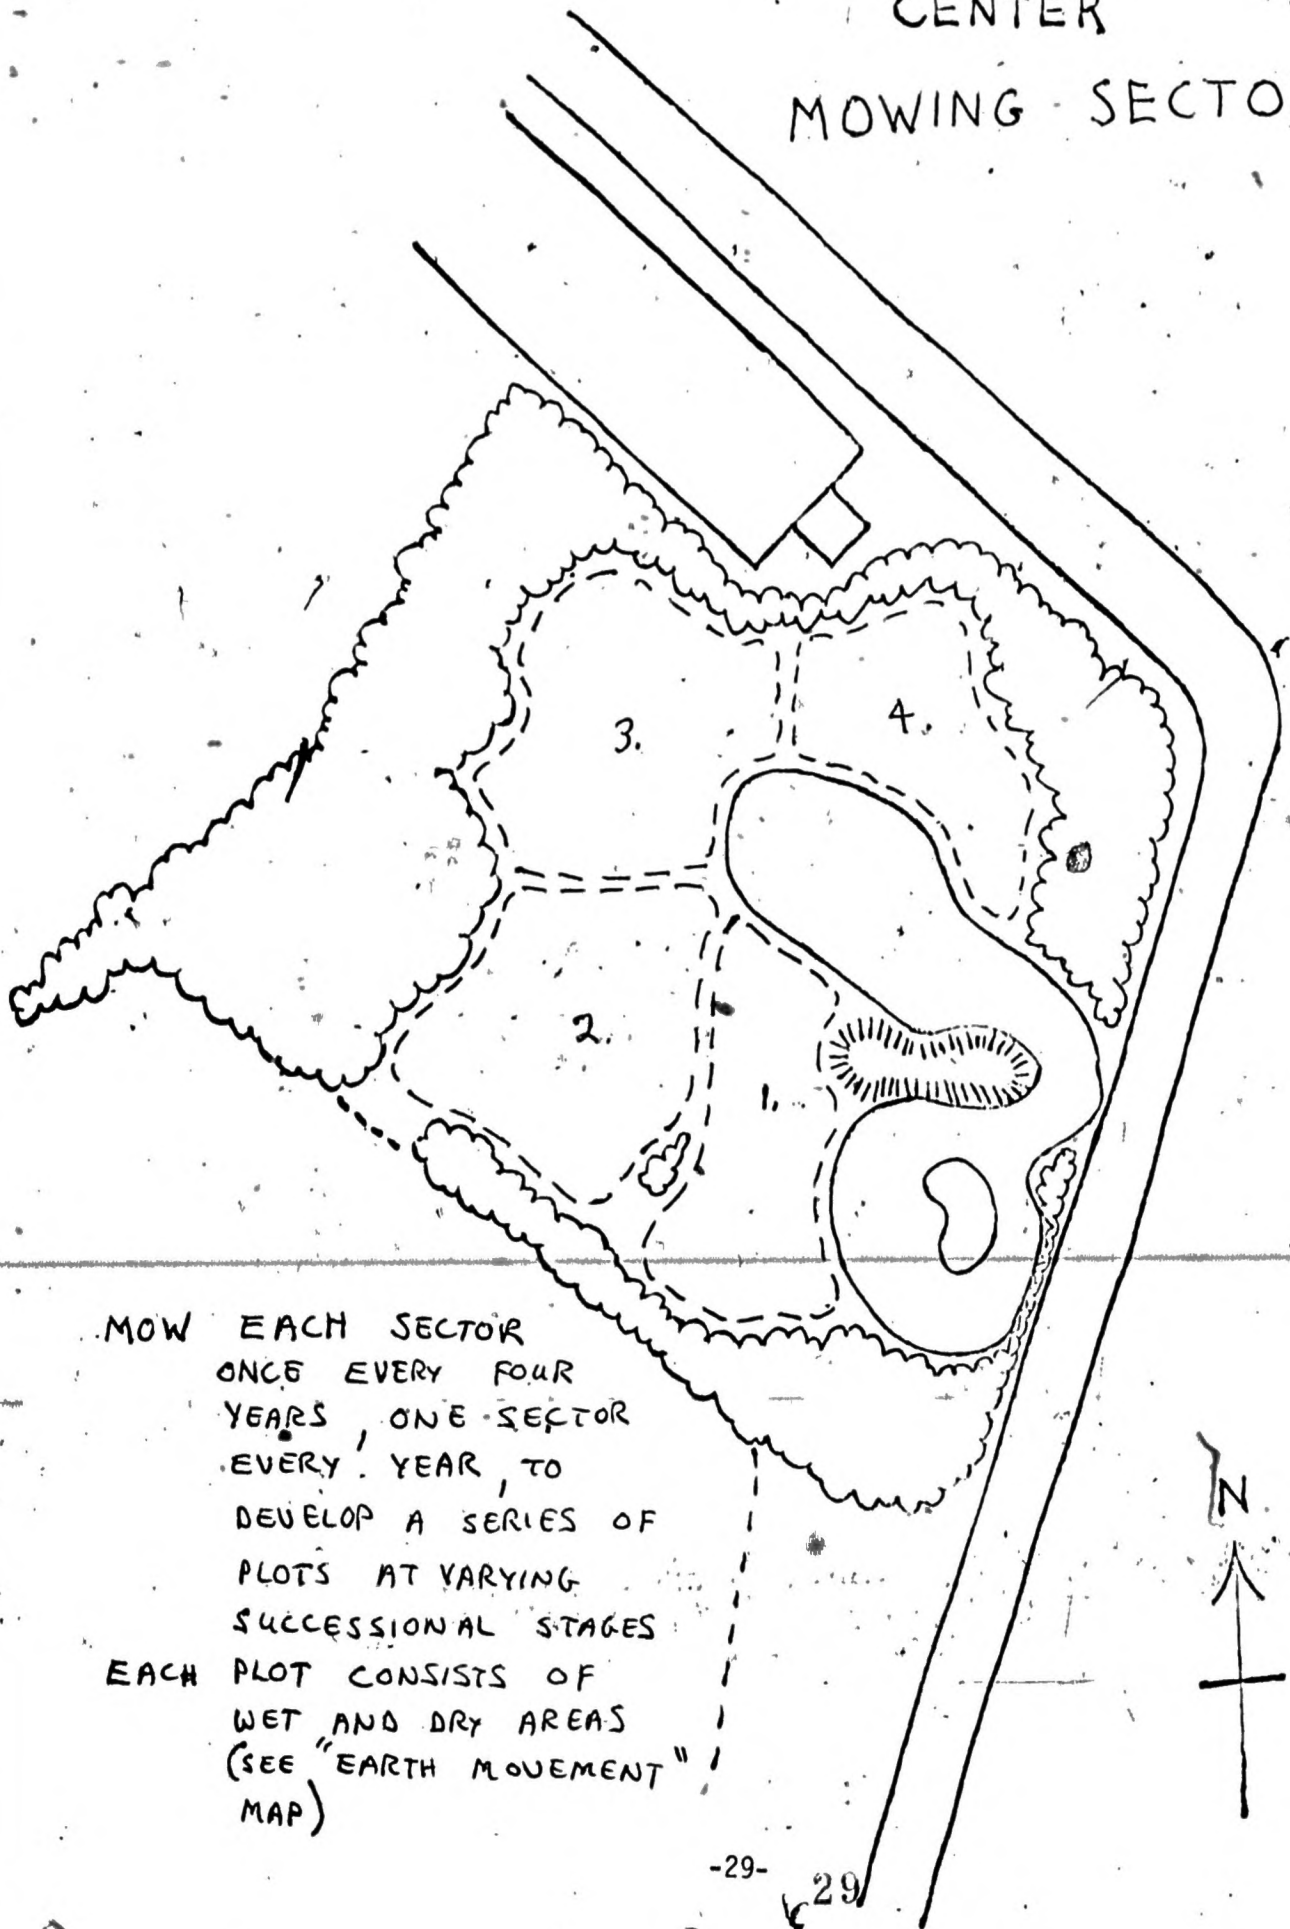 CENTER
MOWING SECTO
3.
4.
2.
1.
MOW EACH SECTOR
ONCE EVERY FOUR
YEARS, ONE SECTOR
EVERY YEAR, TO
DEVELOP A SERIES OF
PLOTS AT VARYING
SUCCESSIONAL STAGES
EACH PLOT CONSISTS OF
WET AND DRY AREAS
(SEE "EARTH MOVEMENT"
MAP)
N
-29-
29